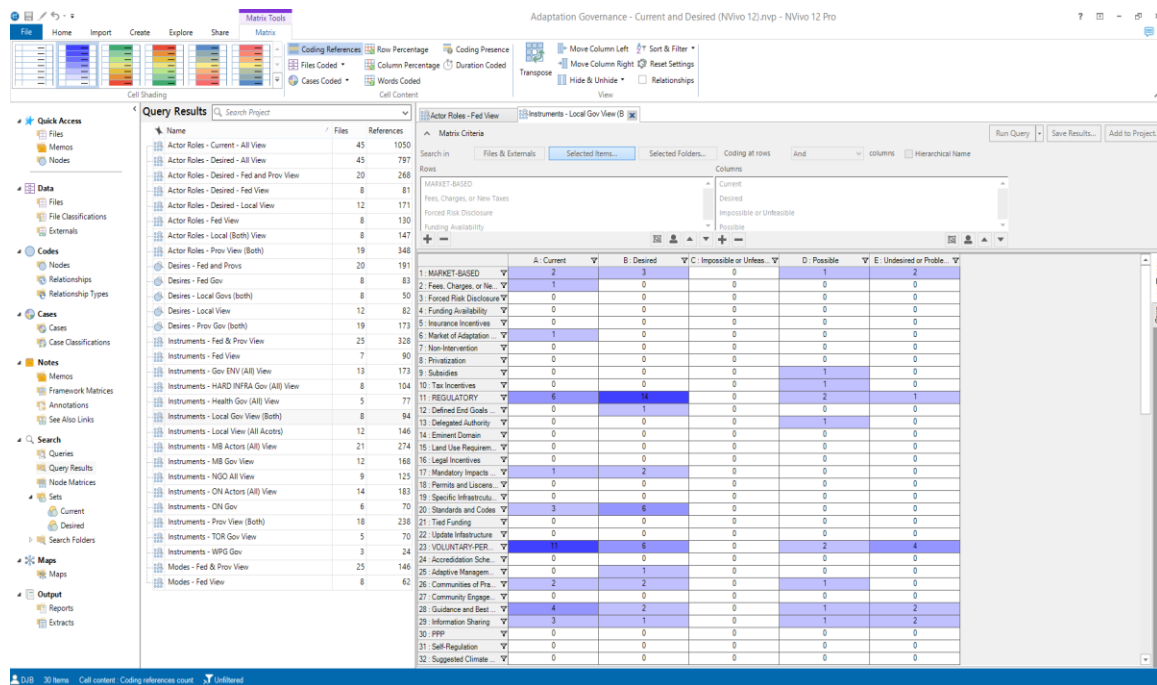 Matrix Tools
Adaptation Governance - Current and Desired (NVivo 12).nvp - NVivo 12 Pro
File Home Import Create Explore Share Matrix
Coding References Row Percentage Coding Presence
Files Coded Column Percentage Duration Coded
Cases Coded Words Coded
Transpose
Move Column Left Sort & Filter
Move Column Right Reset Settings
Hide & Unhide Relationships
Cell Shading Cell Content View
Quick Access
Files
Memos
Nodes
Data
Files
File Classifications
Externals
Codes
Nodes
Relationships
Relationship Types
Cases
Cases
Case Classifications
Notes
Memos
Framework Matrices
Annotations
See Also Links
Search
Queries
Query Results
Node Matrices
Sets
Current
Desired
Search Folders
Maps
Maps
Output
Reports
Extracts
Query Results Search Project
Name Files References
Actor Roles - Current - All View 45 1050
Actor Roles - Desired - All View 45 797
Actor Roles - Desired - Fed and Prov View 20 268
Actor Roles - Desired - Fed View 8 81
Actor Roles - Desired - Local View 12 171
Actor Roles - Fed View 8 130
Actor Roles - Local (Both) View 8 147
Actor Roles - Prov View (Both) 19 348
Desires - Fed and Provs 20 191
Desires - Fed Gov 8 83
Desires - Local Govs (both) 8 50
Desires - Local View 12 82
Desires - Prov Gov (both) 19 173
Instruments - Fed & Prov View 25 328
Instruments - Fed View 7 90
Instruments - Gov ENV (All) View 13 173
Instruments - HARD INFRA Gov (All) View 8 104
Instruments - Health Gov (All) View 5 77
Instruments - Local Gov View (Both) 8 94
Instruments - Local View (All Acotrs) 12 146
Instruments - MB Actors (All) View 21 274
Instruments - MB Gov View 12 168
Instruments - NGO All View 9 125
Instruments - ON Actors (All) View 14 183
Instruments - ON Gov 6 70
Instruments - Prov View (Both) 18 238
Instruments - TOR Gov View 5 70
Instruments - WPG Gov 3 24
Modes - Fed & Prov View 25 146
Modes - Fed View 8 62
Actor Roles - Fed View Instruments - Local Gov View (B
Matrix Criteria Run Query Save Results... Add to Project
Search in Files & Externals Selected Items... Selected Folders... Coding at rows And columns Hierarchical Name
Rows Columns
MARKET-BASED Current
Fees, Charges, or New Taxes Desired
Forced Risk Disclosure Impossible or Unfeasible
Funding Availability Possible
A : Current B : Desired C : Impossible or Unfeas... D : Possible E : Undesired or Proble...
1 : MARKET-BASED 2 3 0 1 2
2 : Fees, Charges, or Ne... 1 0 0 0 0
3 : Forced Risk Disclosure 0 0 0 0 0
4 : Funding Availability 0 0 0 0 0
5 : Insurance Incentives 0 0 0 0 0
6 : Market of Adaptation ... 1 0 0 0 0
7 : Non-Intervention 0 0 0 0 0
8 : Privatization 0 0 0 0 0
9 : Subsidies 0 0 0 1 0
10 : Tax Incentives 0 0 0 1 0
11 : REGULATORY 6 14 0 2 1
12 : Defined End Goals ... 0 1 0 0 0
13 : Delegated Authority 0 0 0 1 0
14 : Eminent Domain 0 0 0 0 0
15 : Land Use Requirem... 0 0 0 0 0
16 : Legal Incentives 0 0 0 0 0
17 : Mandatory Impacts ... 1 2 0 0 0
18 : Permits and Liscens... 0 0 0 0 0
19 : Specific Infrastrcutu... 0 0 0 0 0
20 : Standards and Codes 3 6 0 0 0
21 : Tied Funding 0 0 0 0 0
22 : Update Infastructure 0 0 0 0 0
23 : VOLUNTARY-PER... 11 6 0 2 4
24 : Accredidation Sche... 0 0 0 0 0
25 : Adaptive Managem... 0 1 0 0 0
26 : Communities of Pra... 2 2 0 1 0
27 : Community Engage... 0 0 0 0 0
28 : Guidance and Best ... 4 2 0 1 2
29 : Information Sharing 3 1 0 1 2
30 : PPP 0 0 0 0 0
31 : Self-Regulation 0 0 0 0 0
32 : Suggested Climate ... 0 0 0 0 0
DJB 30 Items Cell content : Coding references count Unfiltered